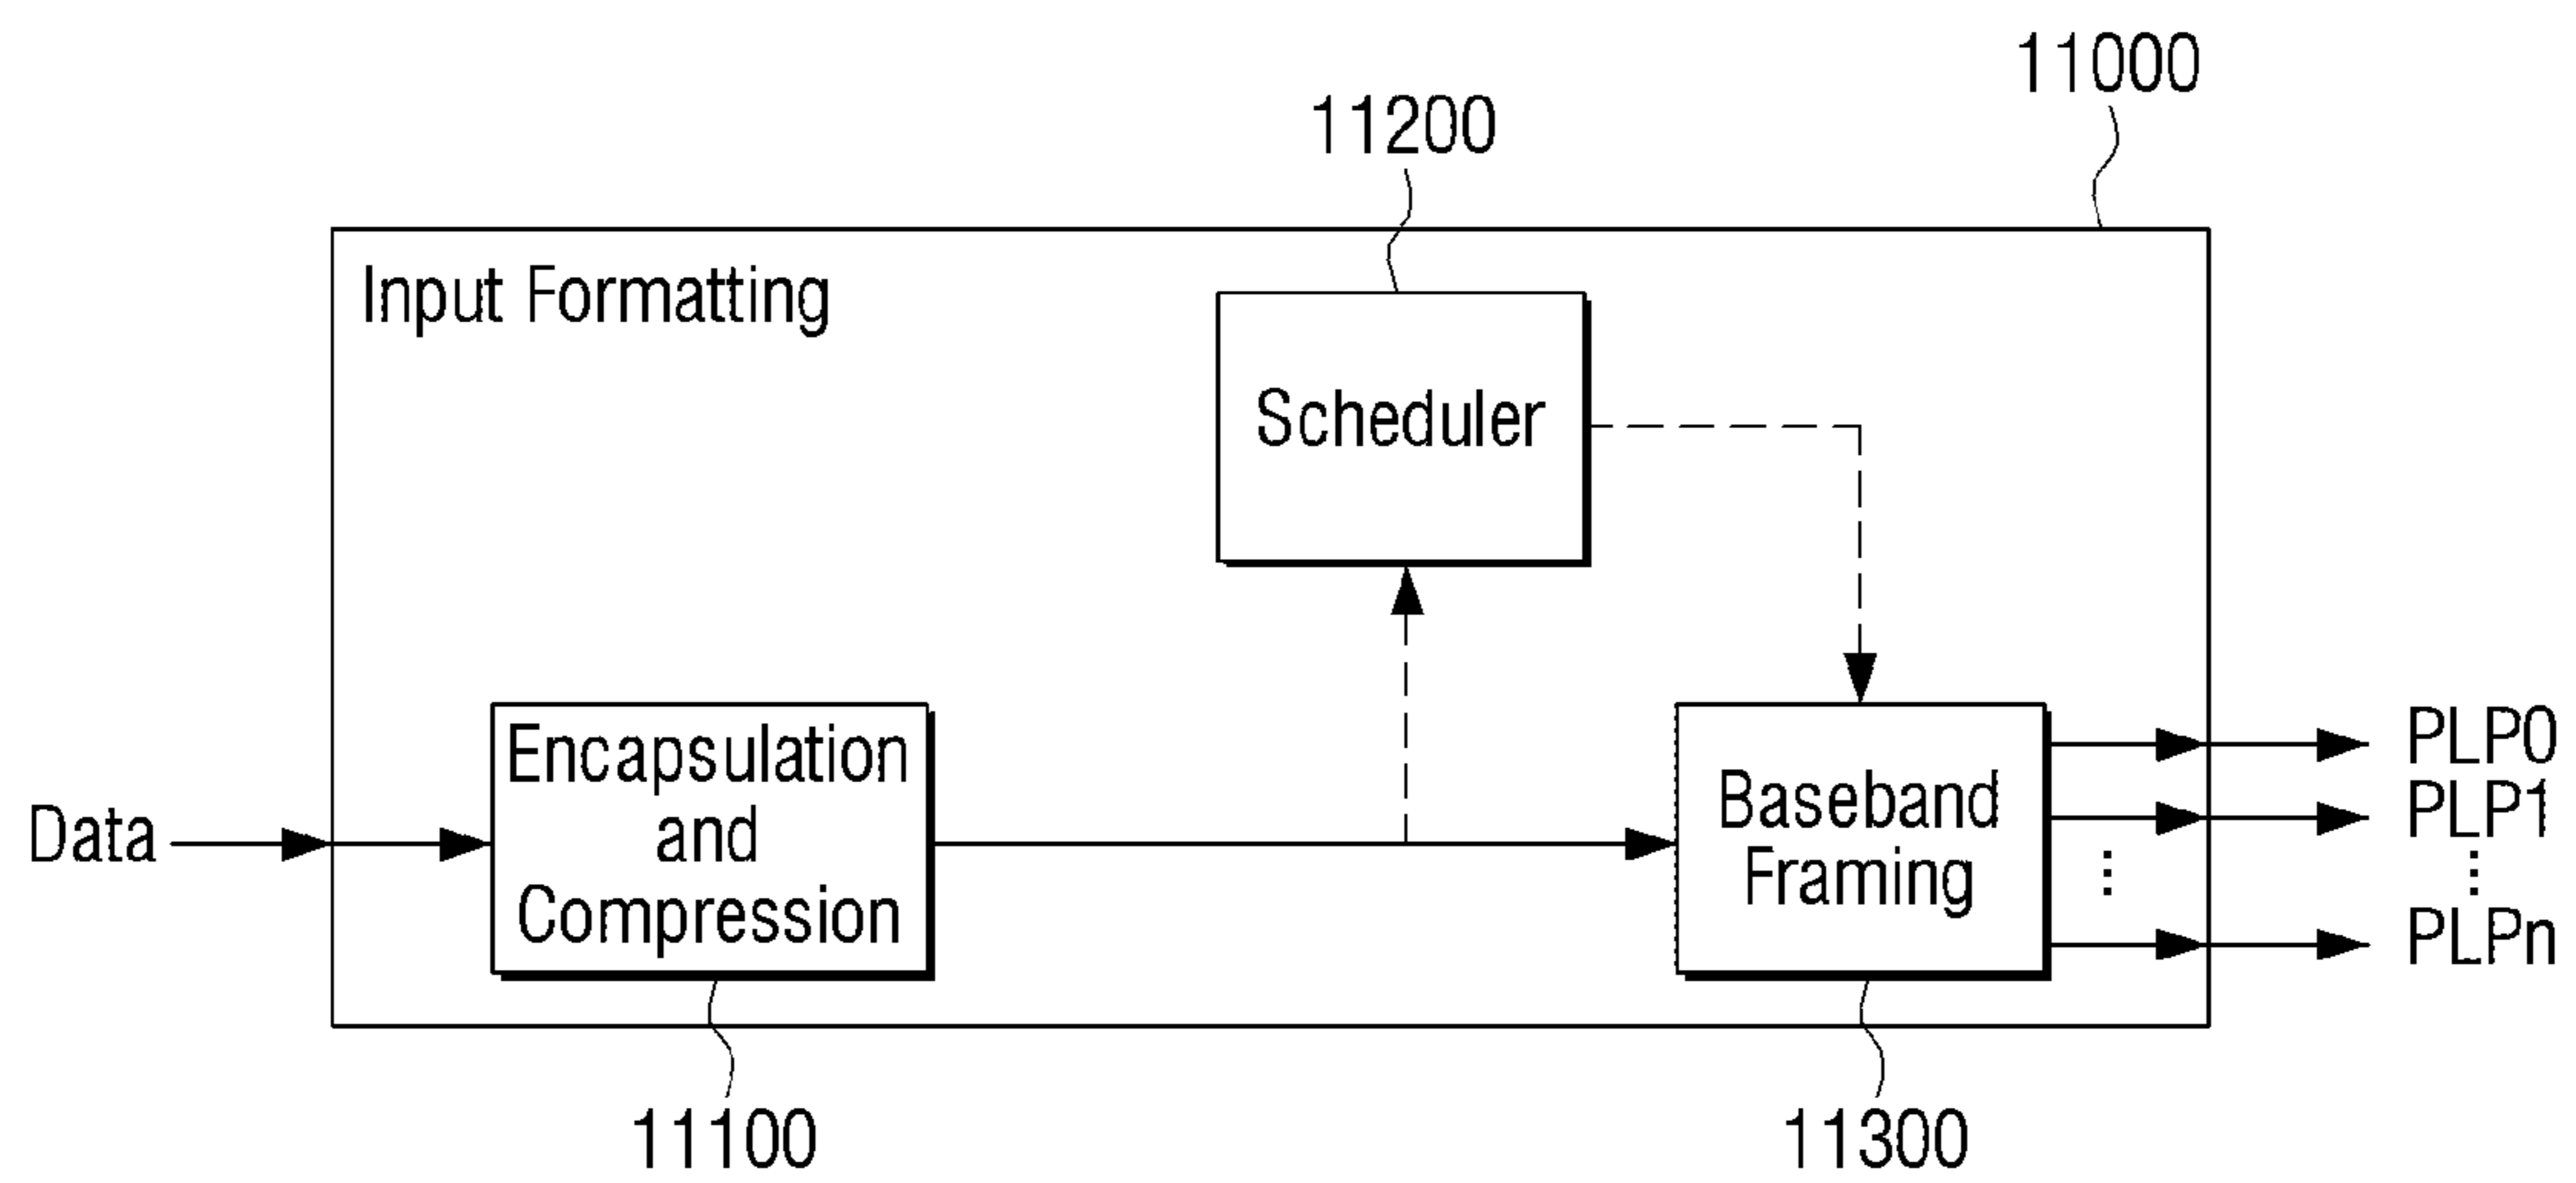 11000
11200
Input Formatting
Scheduler
Encapsulation
and
Compression
Data
Baseband
Framing
PLP0
PLP1
⋮
⋮
PLPn
11100
11300